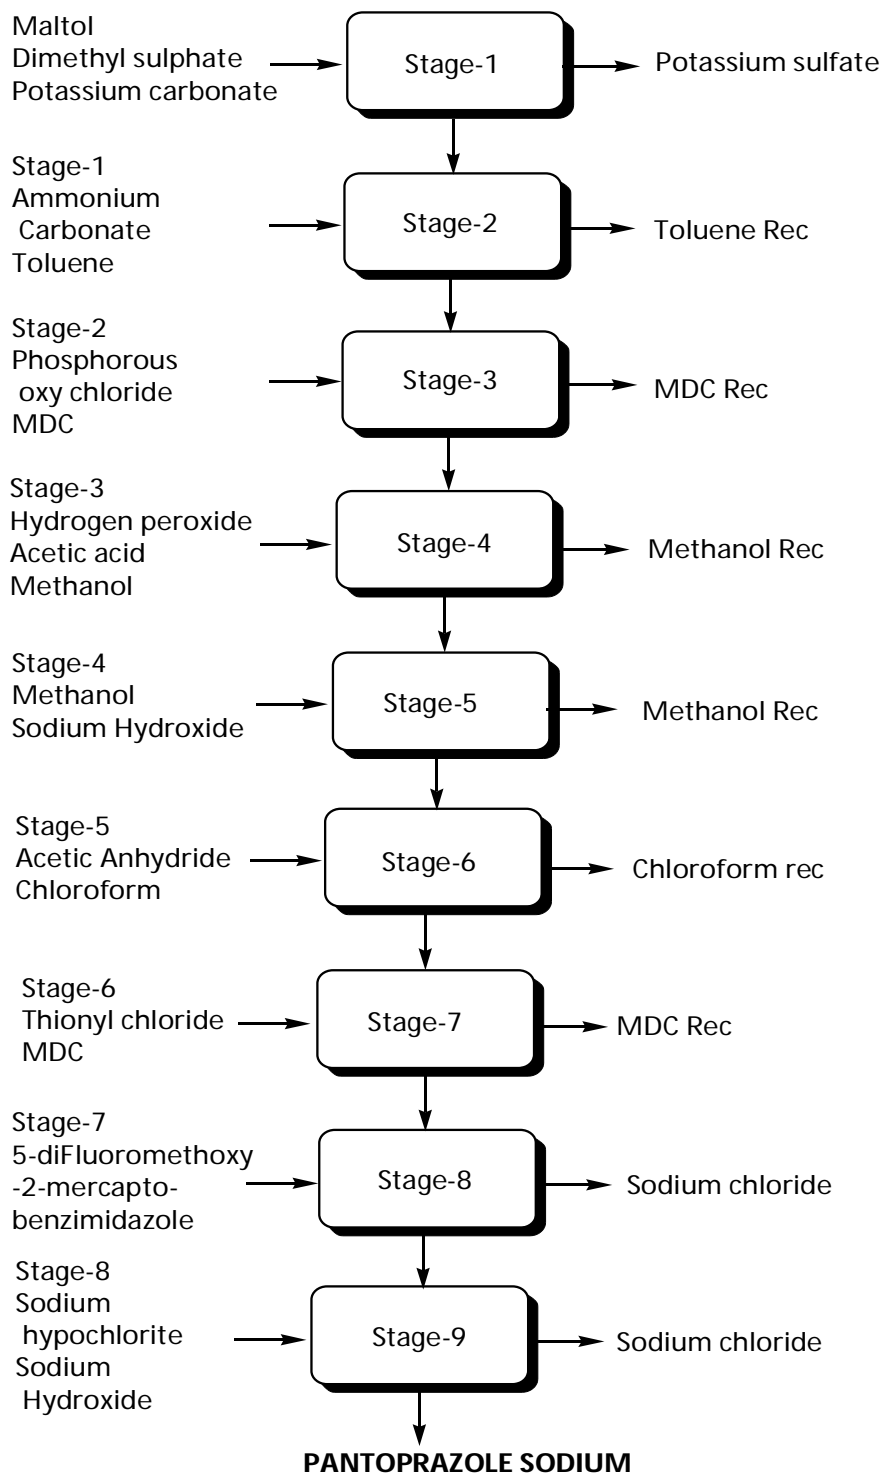 Maltol
Dimethyl sulphate
Potassium carbonate
Stage-1
Potassium sulfate
Stage-1
Ammonium
Carbonate
Toluene
Stage-2
Toluene Rec
Stage-2
Phosphorous
oxy chloride
MDC
Stage-3
MDC Rec
Stage-3
Hydrogen peroxide
Acetic acid
Methanol
Stage-4
Methanol Rec
Stage-4
Methanol
Sodium Hydroxide
Stage-5
Methanol Rec
Stage-5
Acetic Anhydride
Chloroform
Stage-6
Chloroform rec
Stage-6
Thionyl chloride
MDC
Stage-7
MDC Rec
Stage-7
5-diFluoromethoxy
-2-mercapto-
benzimidazole
Stage-8
Sodium chloride
Stage-8
Sodium
hypochlorite
Sodium
Hydroxide
Stage-9
Sodium chloride
PANTOPRAZOLE SODIUM